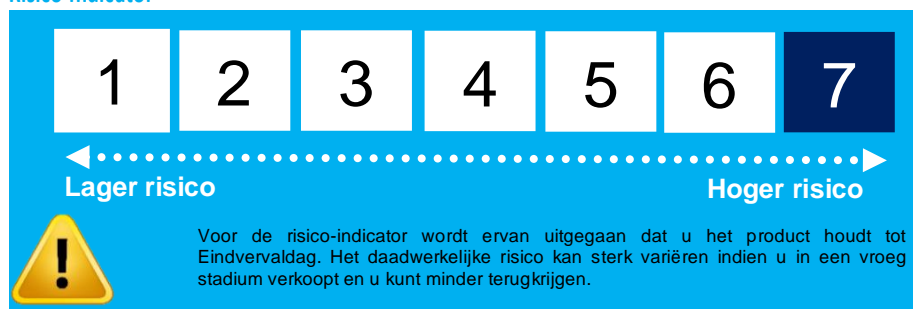 Risico-indicator
1 2 3 4 5 6 7
Lager risico Hoger risico
Voor de risico-indicator wordt ervan uitgegaan dat u het product houdt tot
Eindvervaldag. Het daadwerkelijke risico kan sterk variëren indien u in een vroeg
stadium verkoopt en u kunt minder terugkrijgen.